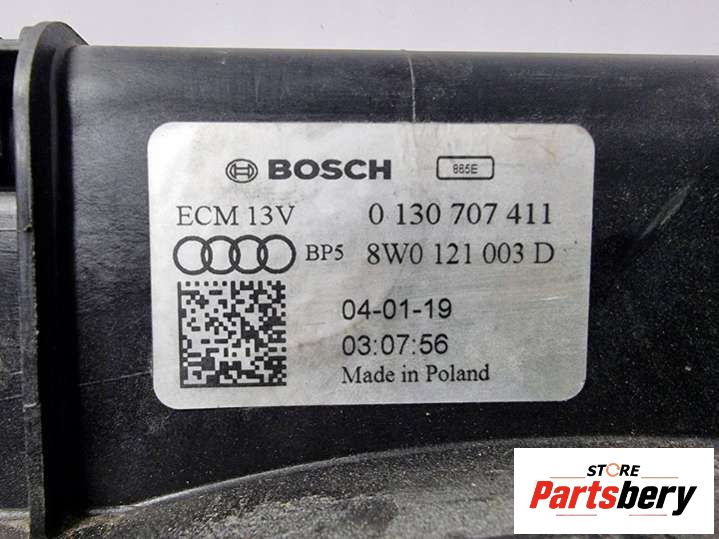 BOSCH 865E
ECM 13V 0 130 707 411
BP5 8W0 121 003 D
04-01-19
03:07:56
Made in Poland
STORE
Partsbery